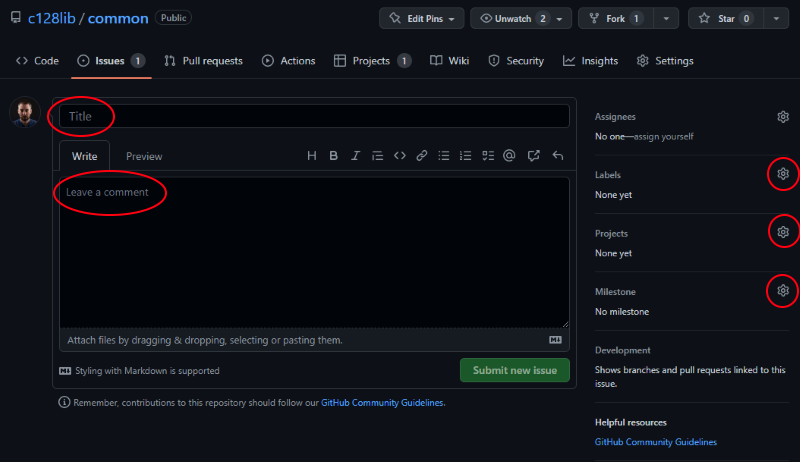 c128lib / common Public
Edit Pins Unwatch 2 Fork 1 Star 0
Code Issues 1 Pull requests Actions Projects 1 Wiki Security Insights Settings
Title
Write Preview
Leave a comment
Attach files by dragging & dropping, selecting or pasting them.
Styling with Markdown is supported
Submit new issue
Remember, contributions to this repository should follow our GitHub Community Guidelines.
Assignees
No one—assign yourself
Labels
None yet
Projects
None yet
Milestone
No milestone
Development
Shows branches and pull requests linked to this
issue.
Helpful resources
GitHub Community Guidelines